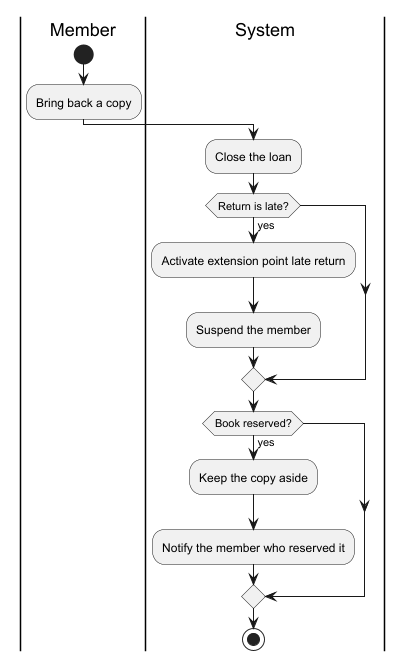 Member
System
Bring back a copy
Close the loan
Return is late?
yes
Activate extension point late return
Suspend the member
Book reserved?
yes
Keep the copy aside
Notify the member who reserved it